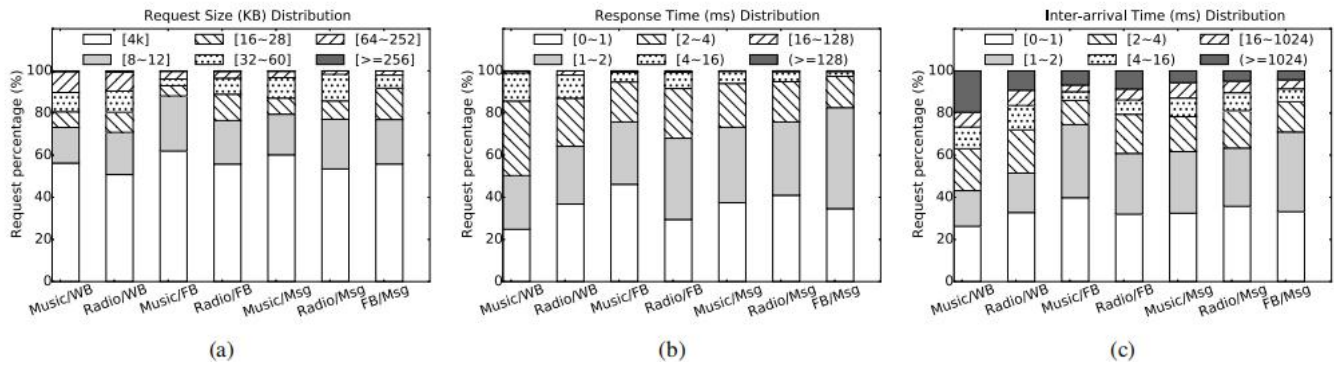 Request Size (KB) Distribution
[4k] [16~28] [64~252]
[8~12] [32~60] [>=256]
Request percentage (%)
100
80
60
40
20
0
Music/WB Radio/WB Music/FB Radio/FB Music/Msg Radio/Msg FB/Msg
(a)
Response Time (ms) Distribution
[0~1) [2~4) [16~128)
[1~2) [4~16) (>=128)
Request percentage (%)
100
80
60
40
20
0
Music/WB Radio/WB Music/FB Radio/FB Music/Msg Radio/Msg FB/Msg
(b)
Inter-arrival Time (ms) Distribution
[0~1) [2~4) [16~1024)
[1~2) [4~16) (>=1024)
Request percentage (%)
100
80
60
40
20
0
Music/WB Radio/WB Music/FB Radio/FB Music/Msg Radio/Msg FB/Msg
(c)